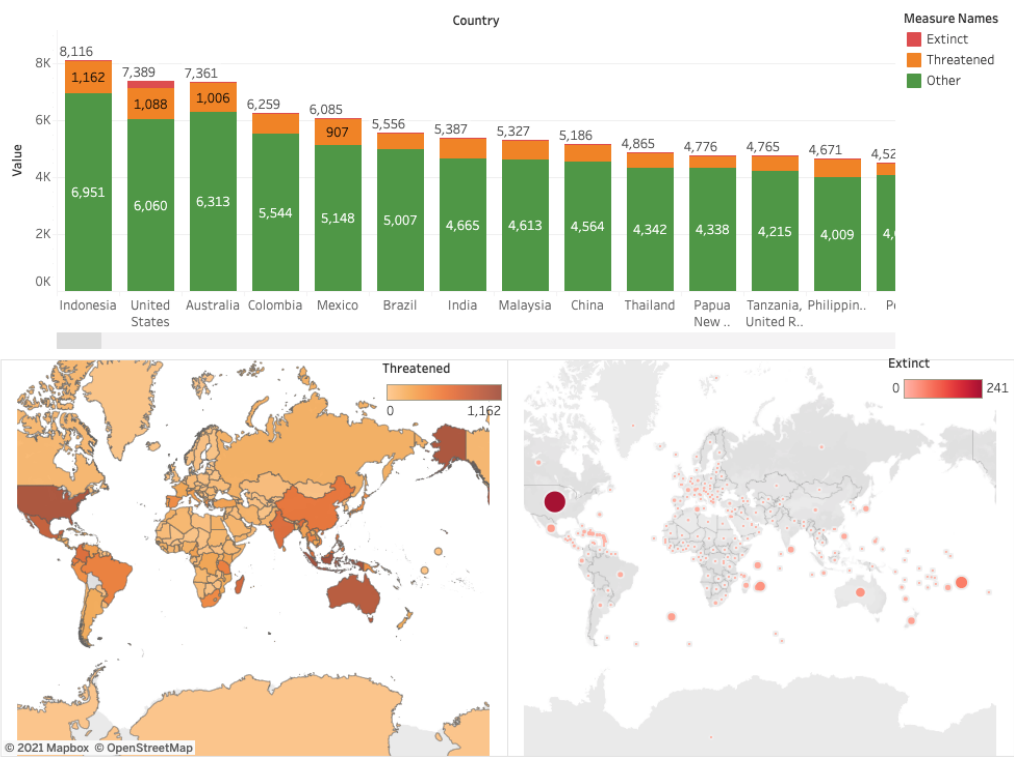 Country
Measure Names
Extinct
Threatened
Other
Value
8K
6K
4K
2K
0K
8,116
7,389
7,361
6,259
6,085
5,556
5,387
5,327
5,186
4,865
4,776
4,765
4,671
4,52
1,162
1,088
1,006
907
6,951
6,060
6,313
5,544
5,148
5,007
4,665
4,613
4,564
4,342
4,338
4,215
4,009
Indonesia
United
States
Australia
Colombia
Mexico
Brazil
India
Malaysia
China
Thailand
Papua
New ..
Tanzania,
United R..
Philippin..
Threatened
0
1,162
Extinct
0
241
© 2021 Mapbox © OpenStreetMap